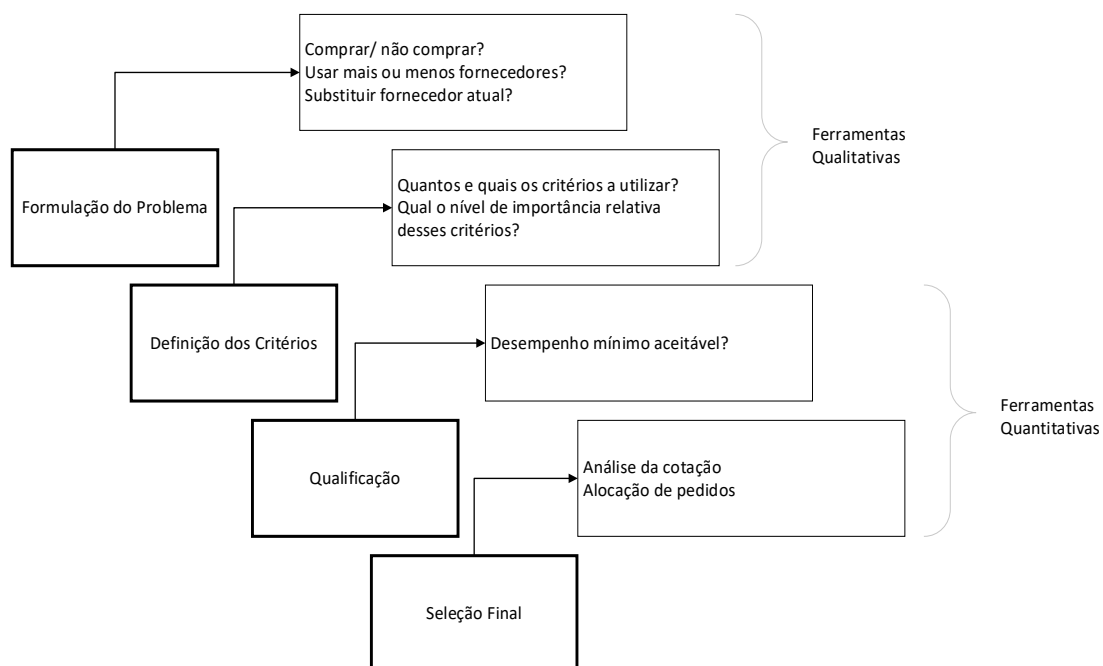 Comprar/ não comprar?
Usar mais ou menos fornecedores?
Substituir fornecedor atual?
Ferramentas
Qualitativas
Formulação do Problema
Quantos e quais os critérios a utilizar?
Qual o nível de importância relativa
desses critérios?
Definição dos Critérios
Desempenho mínimo aceitável?
Ferramentas
Quantitativas
Qualificação
Análise da cotação
Alocação de pedidos
Seleção Final